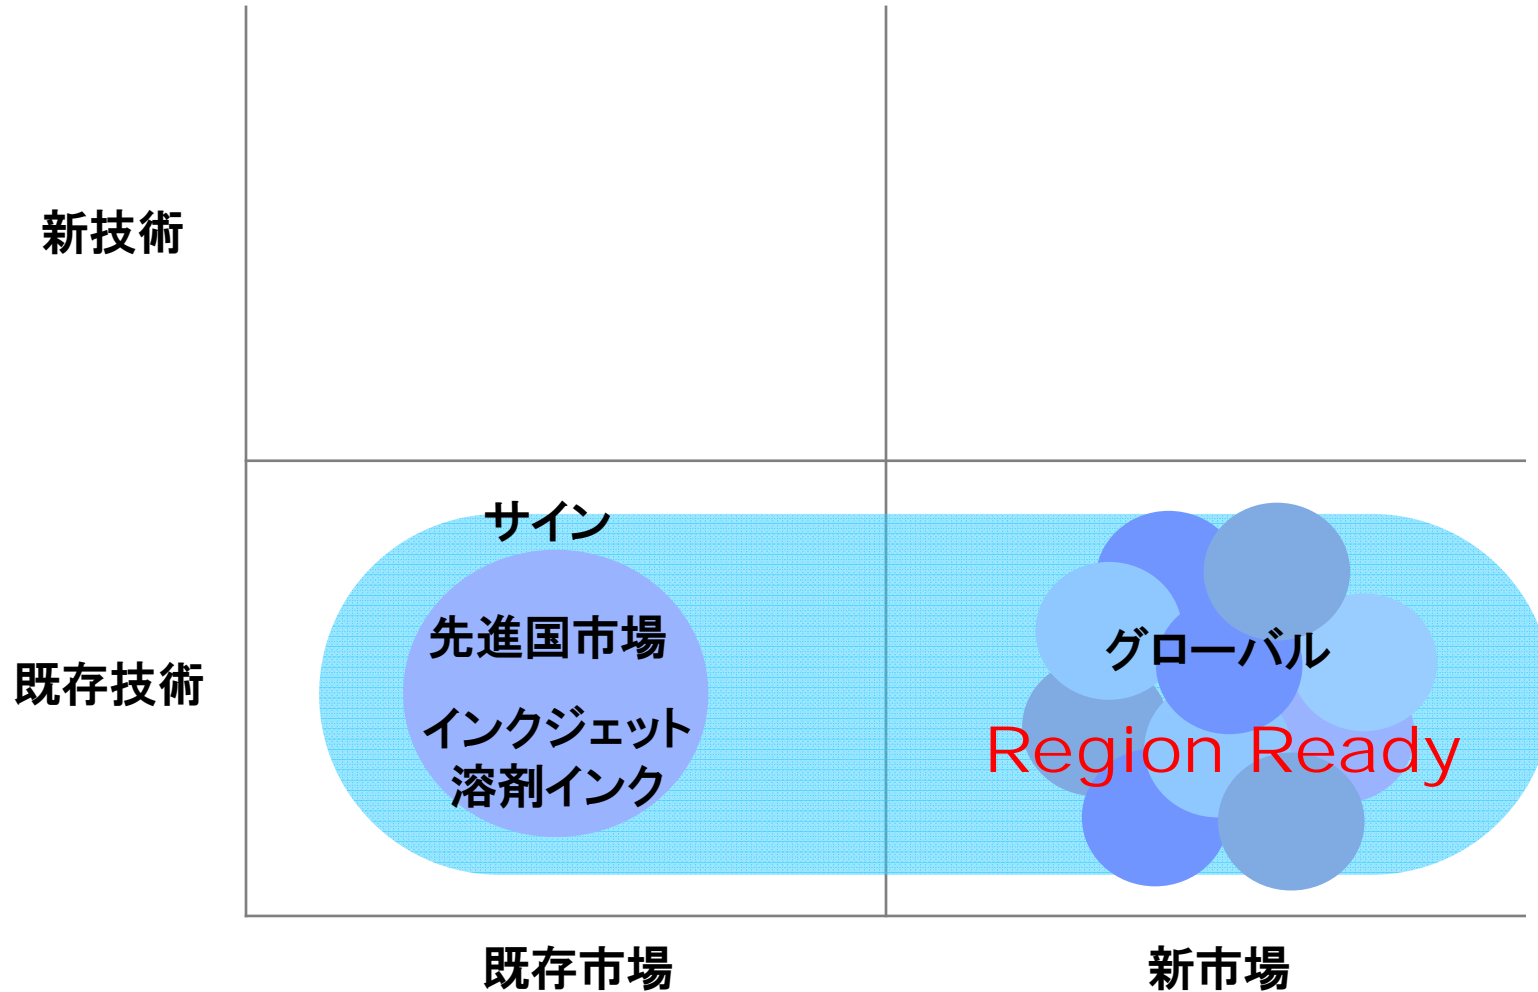 新技術
サイン
先進国市場
グローバル
既存技術
インクジェット
Region Ready
溶剤インク
既存市場
新市場